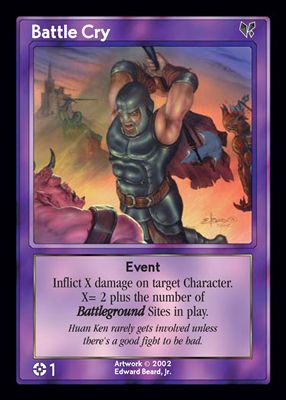 Battle Cry
Event
Inflict X damage on target Character.
X= 2 plus the number of
Battleground Sites in play.
Huan Ken rarely gets involved unless
there's a good fight to be had.
1
Artwork © 2002
Edward Beard, Jr.